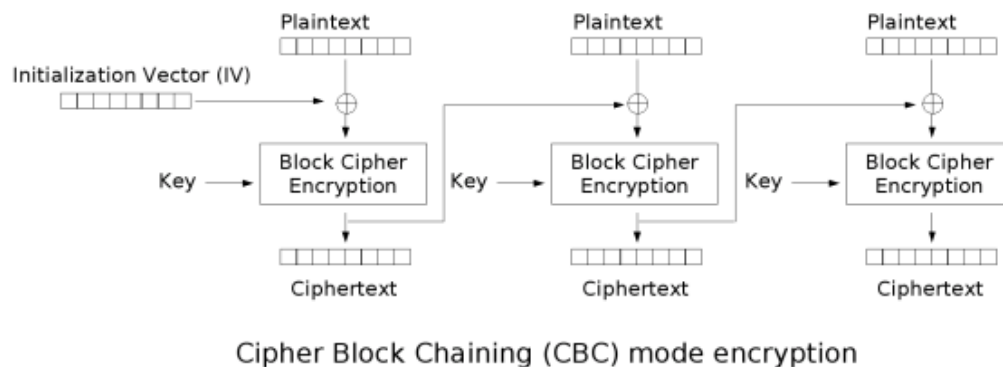 Plaintext Plaintext Plaintext
Initialization Vector (IV)
Key Block Cipher Encryption Key Block Cipher Encryption Key Block Cipher Encryption
Ciphertext Ciphertext Ciphertext
Cipher Block Chaining (CBC) mode encryption